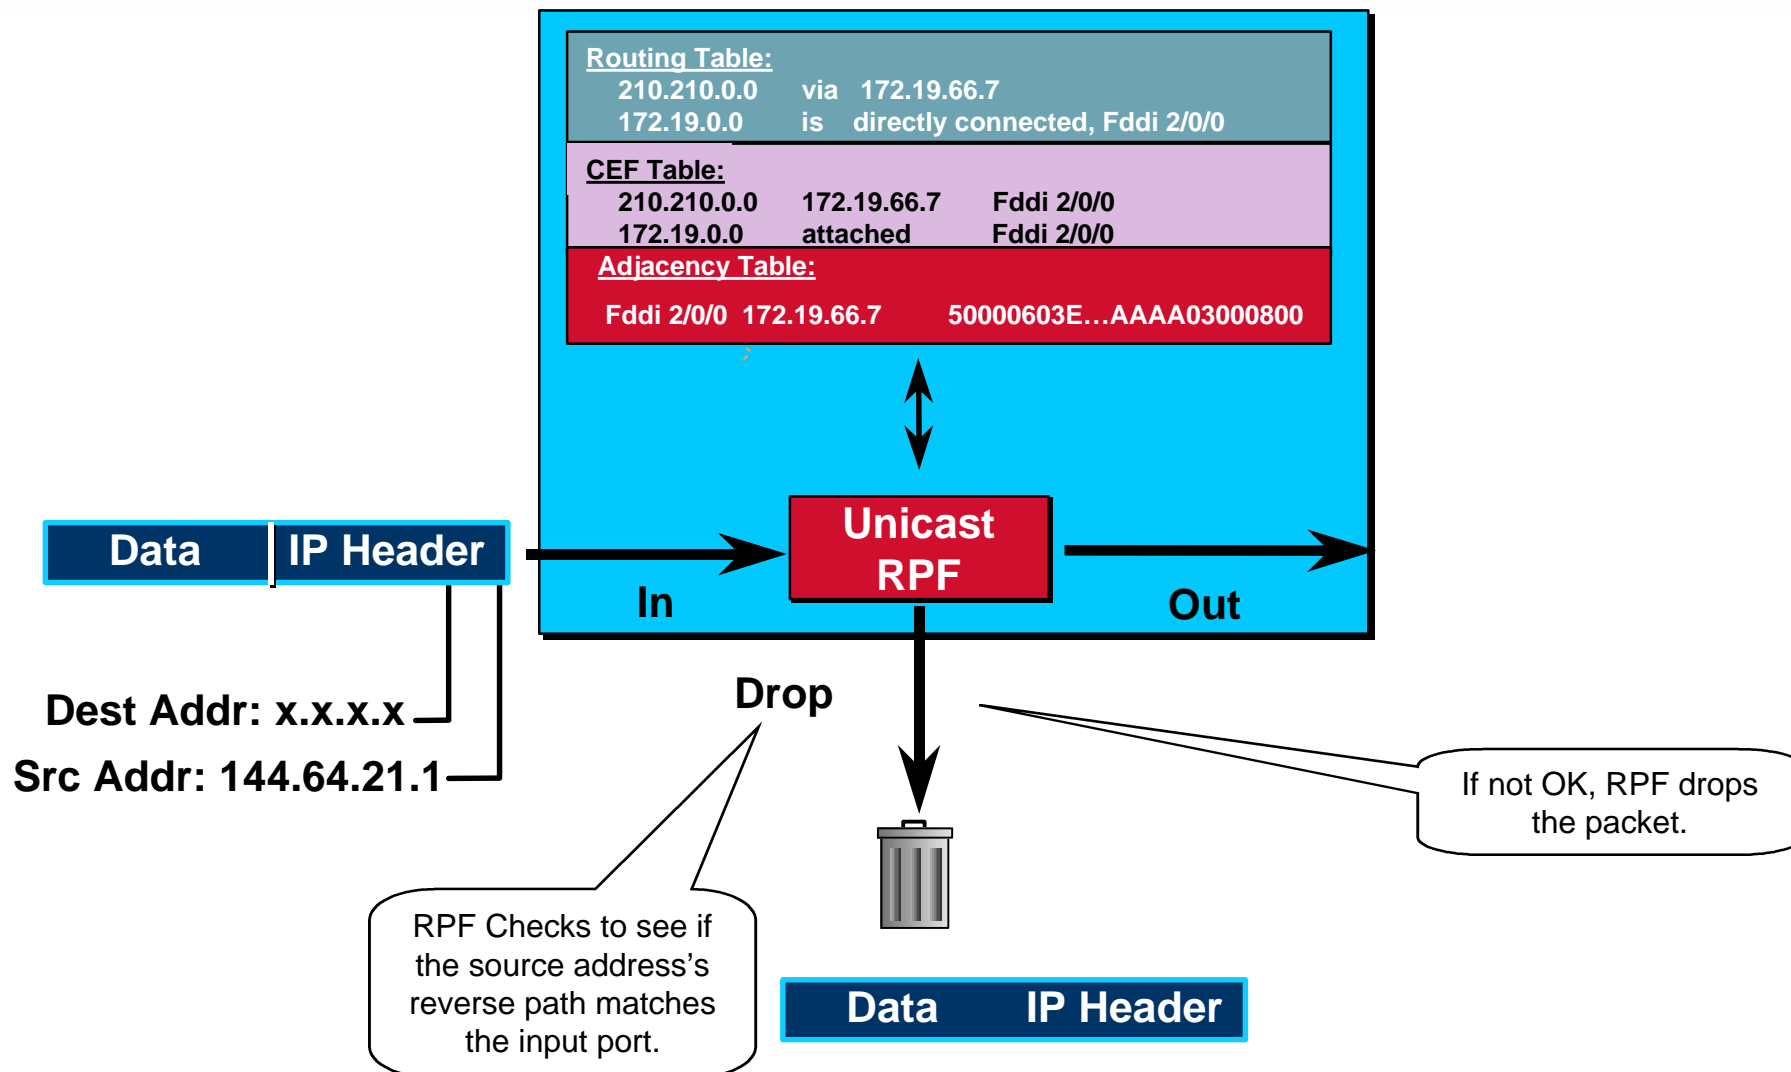 Routing Table:
210.210.0.0 via 172.19.66.7
172.19.0.0 is directly connected, Fddi 2/0/0
CEF Table:
210.210.0.0 172.19.66.7 Fddi 2/0/0
172.19.0.0 attached Fddi 2/0/0
Adjacency Table:
Fddi 2/0/0 172.19.66.7 50000603E…AAAA03000800
Unicast
RPF
Data IP Header
In
Out
Dest Addr: x.x.x.x
Src Addr: 144.64.21.1
Drop
If not OK, RPF drops
the packet.
RPF Checks to see if
the source address’s
reverse path matches
the input port.
Data IP Header